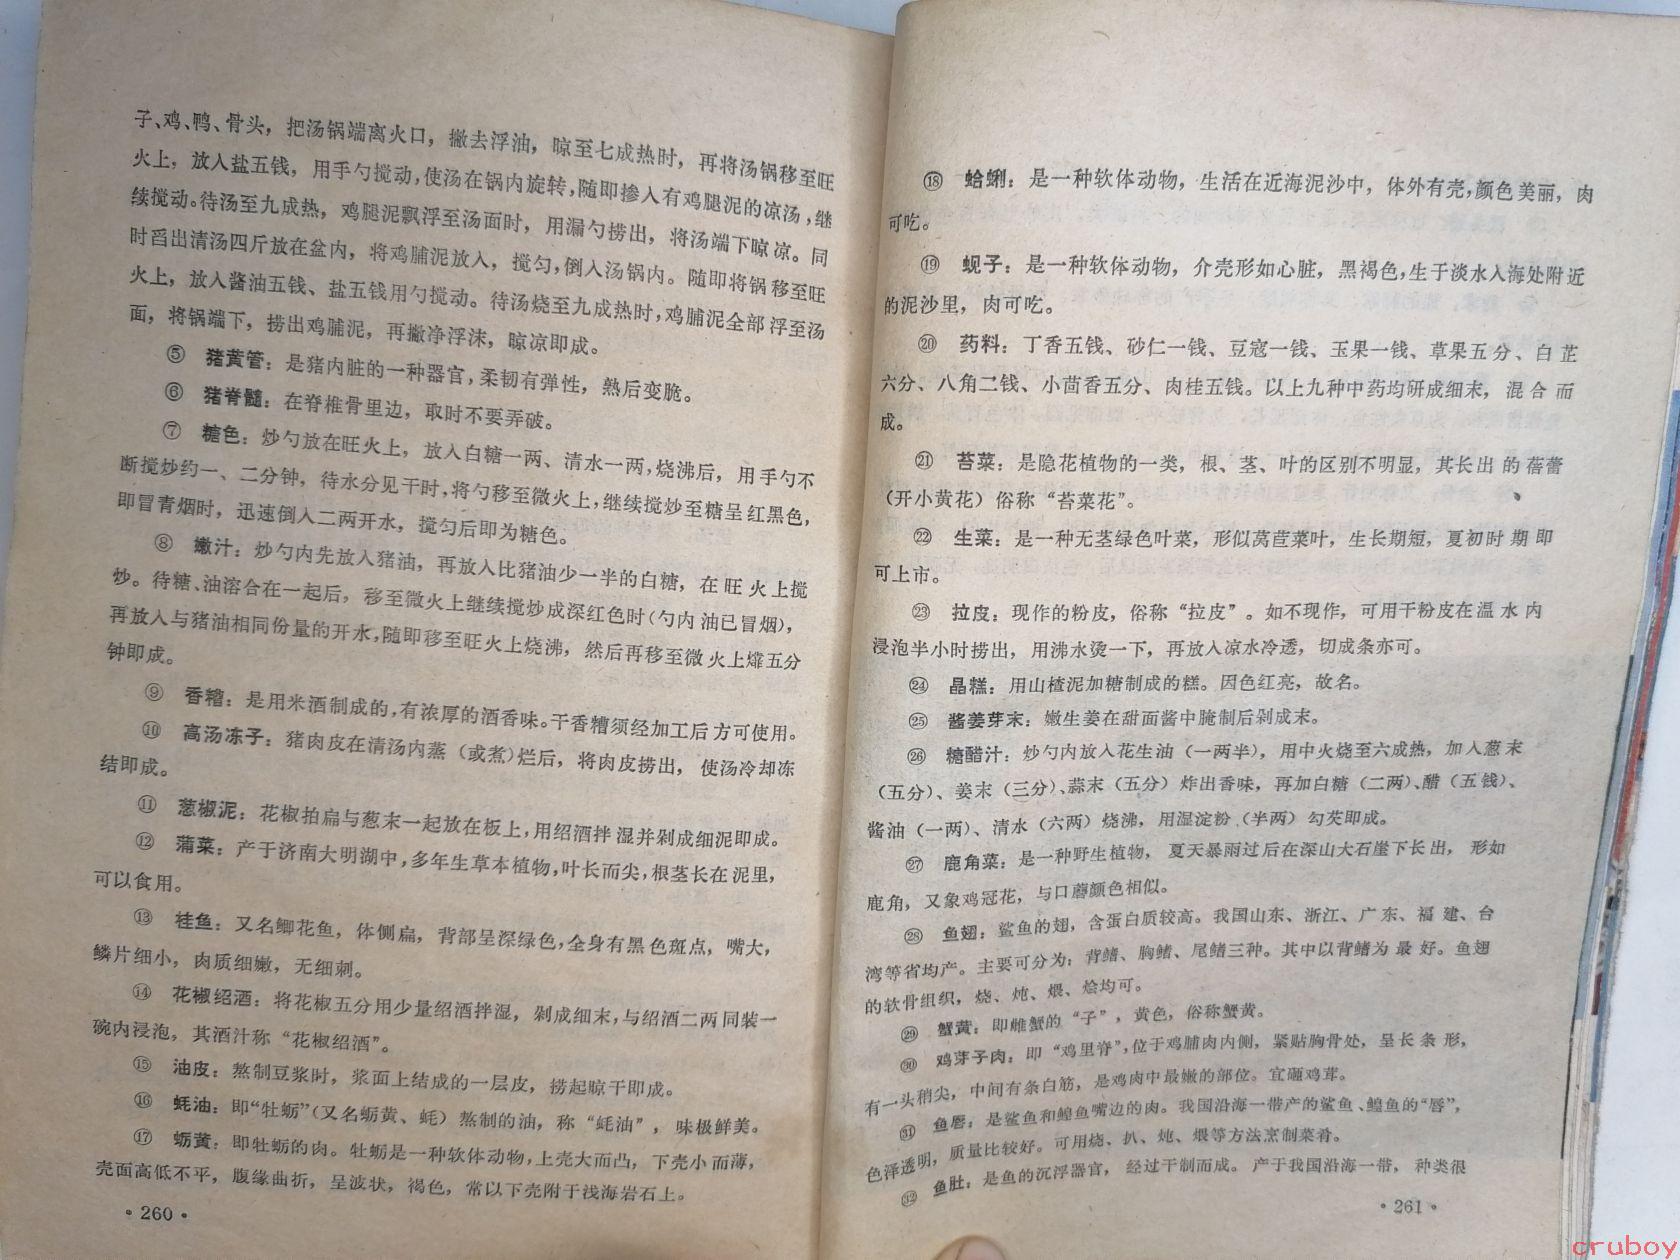 子、鸡、鸭、骨头，把汤锅端离火口，撇去浮油，晾至七成热时，再将汤锅移至旺
火上，放入盐五钱，用手勺搅动，使汤在锅内旋转，随即掺入有鸡腿泥的凉汤，继
续搅动。待汤至九成热，鸡腿泥飘浮至汤面时，用漏勺捞出，将汤端下晾凉。同
时舀出清汤四斤放在盆内，将鸡脯泥放入，搅匀，倒入汤锅内。随即将锅移至旺
火上，放入酱油五钱、盐五钱用勺搅动。待汤烧至九成热时，鸡脯泥全部浮至汤
面，将锅端下，捞出鸡脯泥，再撇净浮沫，晾凉即成。
⑤ 猪黄管：是猪内脏的一种器官，柔韧有弹性，熟后变脆。
⑥ 猪脊髓：在脊椎骨里边，取时不要弄破。
⑦ 糖色：炒勺放在旺火上，放入白糖一两、清水一两，烧沸后，用手勺不
断搅炒约一、二分钟，待水分见干时，将勺移至微火上，继续搅炒至糖呈红黑色，
即冒青烟时，迅速倒入二两开水，搅匀后即为糖色。
⑧ 嫩汁：炒勺内先放入猪油，再放入比猪油少一半的白糖，在旺火上搅
炒。待糖、油溶合在一起后，移至微火上继续搅炒成深红色时（勺内油已冒烟），
再放入与猪油相同份量的开水，随即移至旺火上烧沸，然后再移至微火上㸆五分
钟即成。
⑨ 香糟：是用米酒制成的，有浓厚的酒香味。干香糟须经加工后方可使用。
⑩ 高汤冻子：猪肉皮在清汤内蒸（或煮）烂后，将肉皮捞出，使汤冷却冻
结即成。
⑪ 葱椒泥：花椒拍扁与葱末一起放在板上，用绍酒拌湿并剁成细泥即成。
⑫ 蒲菜：产于济南大明湖中，多年生草本植物，叶长而尖，根茎长在泥里，
可以食用。
⑬ 桂鱼：又名鲫花鱼，体侧扁，背部呈深绿色，全身有黑色斑点，嘴大，
鳞片细小，肉质细嫩，无细刺。
⑭ 花椒绍酒：将花椒五分用少量绍酒拌湿，剁成细末，与绍酒二两同装一
碗内浸泡，其酒汁称“花椒绍酒”。
⑮ 油皮：熬制豆浆时，浆面上结成的一层皮，捞起晾干即成。
⑯ 蚝油：即“牡蛎”（又名蛎黄、蚝）熬制的油，称“蚝油”，味极鲜美。
⑰ 蛎黄：即牡蛎的肉。牡蛎是一种软体动物，上壳大而凸，下壳小而薄，
壳面高低不平，腹缘曲折，呈波状，褐色，常以下壳附于浅海岩石上。
• 260 •
⑱ 蛤蜊：是一种软体动物，生活在近海泥沙中，体外有壳，颜色美丽，肉
可吃。
⑲ 蚬子：是一种软体动物，介壳形如心脏，黑褐色，生于淡水入海处附近
的泥沙里，肉可吃。
⑳ 药料：丁香五钱、砂仁一钱、豆寇一钱、玉果一钱、草果五分、白芷
六分、八角二钱、小茴香五分、肉桂五钱。以上九种中药均研成细末，混合而
成。
㉑ 苔菜：是隐花植物的一类，根、茎、叶的区别不明显，其长出的蓓蕾
（开小黄花）俗称“苔菜花”。
㉒ 生菜：是一种无茎绿色叶菜，形似莴苣菜叶，生长期短，夏初时期即
可上市。
㉓ 拉皮：现作的粉皮，俗称“拉皮”。如不现作，可用干粉皮在温水内
浸泡半小时捞出，用沸水烫一下，再放入凉水冷透，切成条亦可。
㉔ 晶糕：用山楂泥加糖制成的糕。因色红亮，故名。
㉕ 酱姜芽末：嫩生姜在甜面酱中腌制后剁成末。
㉖ 糖醋汁：炒勺内放入花生油（一两半），用中火烧至六成热，加入葱末
（五分）、姜末（三分）、蒜末（五分）炸出香味，再加白糖（二两）、醋（五钱）、
酱油（一两）、清水（六两）烧沸，用湿淀粉（半两）勾芡即成。
㉗ 鹿角菜：是一种野生植物，夏天暴雨过后在深山大石崖下长出，形如
鹿角，又象鸡冠花，与口蘑颜色相似。
㉘ 鱼翅：鲨鱼的翅，含蛋白质较高。我国山东、浙江、广东、福建、台
湾等省均产。主要可分为：背鳍、胸鳍、尾鳍三种。其中以背鳍为最好。鱼翅
的软骨组织，烧、炖、煨、烩均可。
㉙ 蟹黄：即雌蟹的“子”，黄色，俗称蟹黄。
㉚ 鸡芽子肉：即“鸡里脊”，位于鸡脯肉内侧，紧贴胸骨处，呈长条形，
有一头稍尖，中间有条白筋，是鸡肉中最嫩的部位。宜砸鸡茸。
㉛ 鱼唇：是鲨鱼和鳇鱼嘴边的肉。我国沿海一带产的鲨鱼、鳇鱼的“唇”，
色泽透明，质量比较好。可用烧、扒、炖、煨等方法烹制菜肴。
㉜ 鱼肚：是鱼的沉浮器官，经过干制而成。产于我国沿海一带，种类很
• 261 •
cruboy